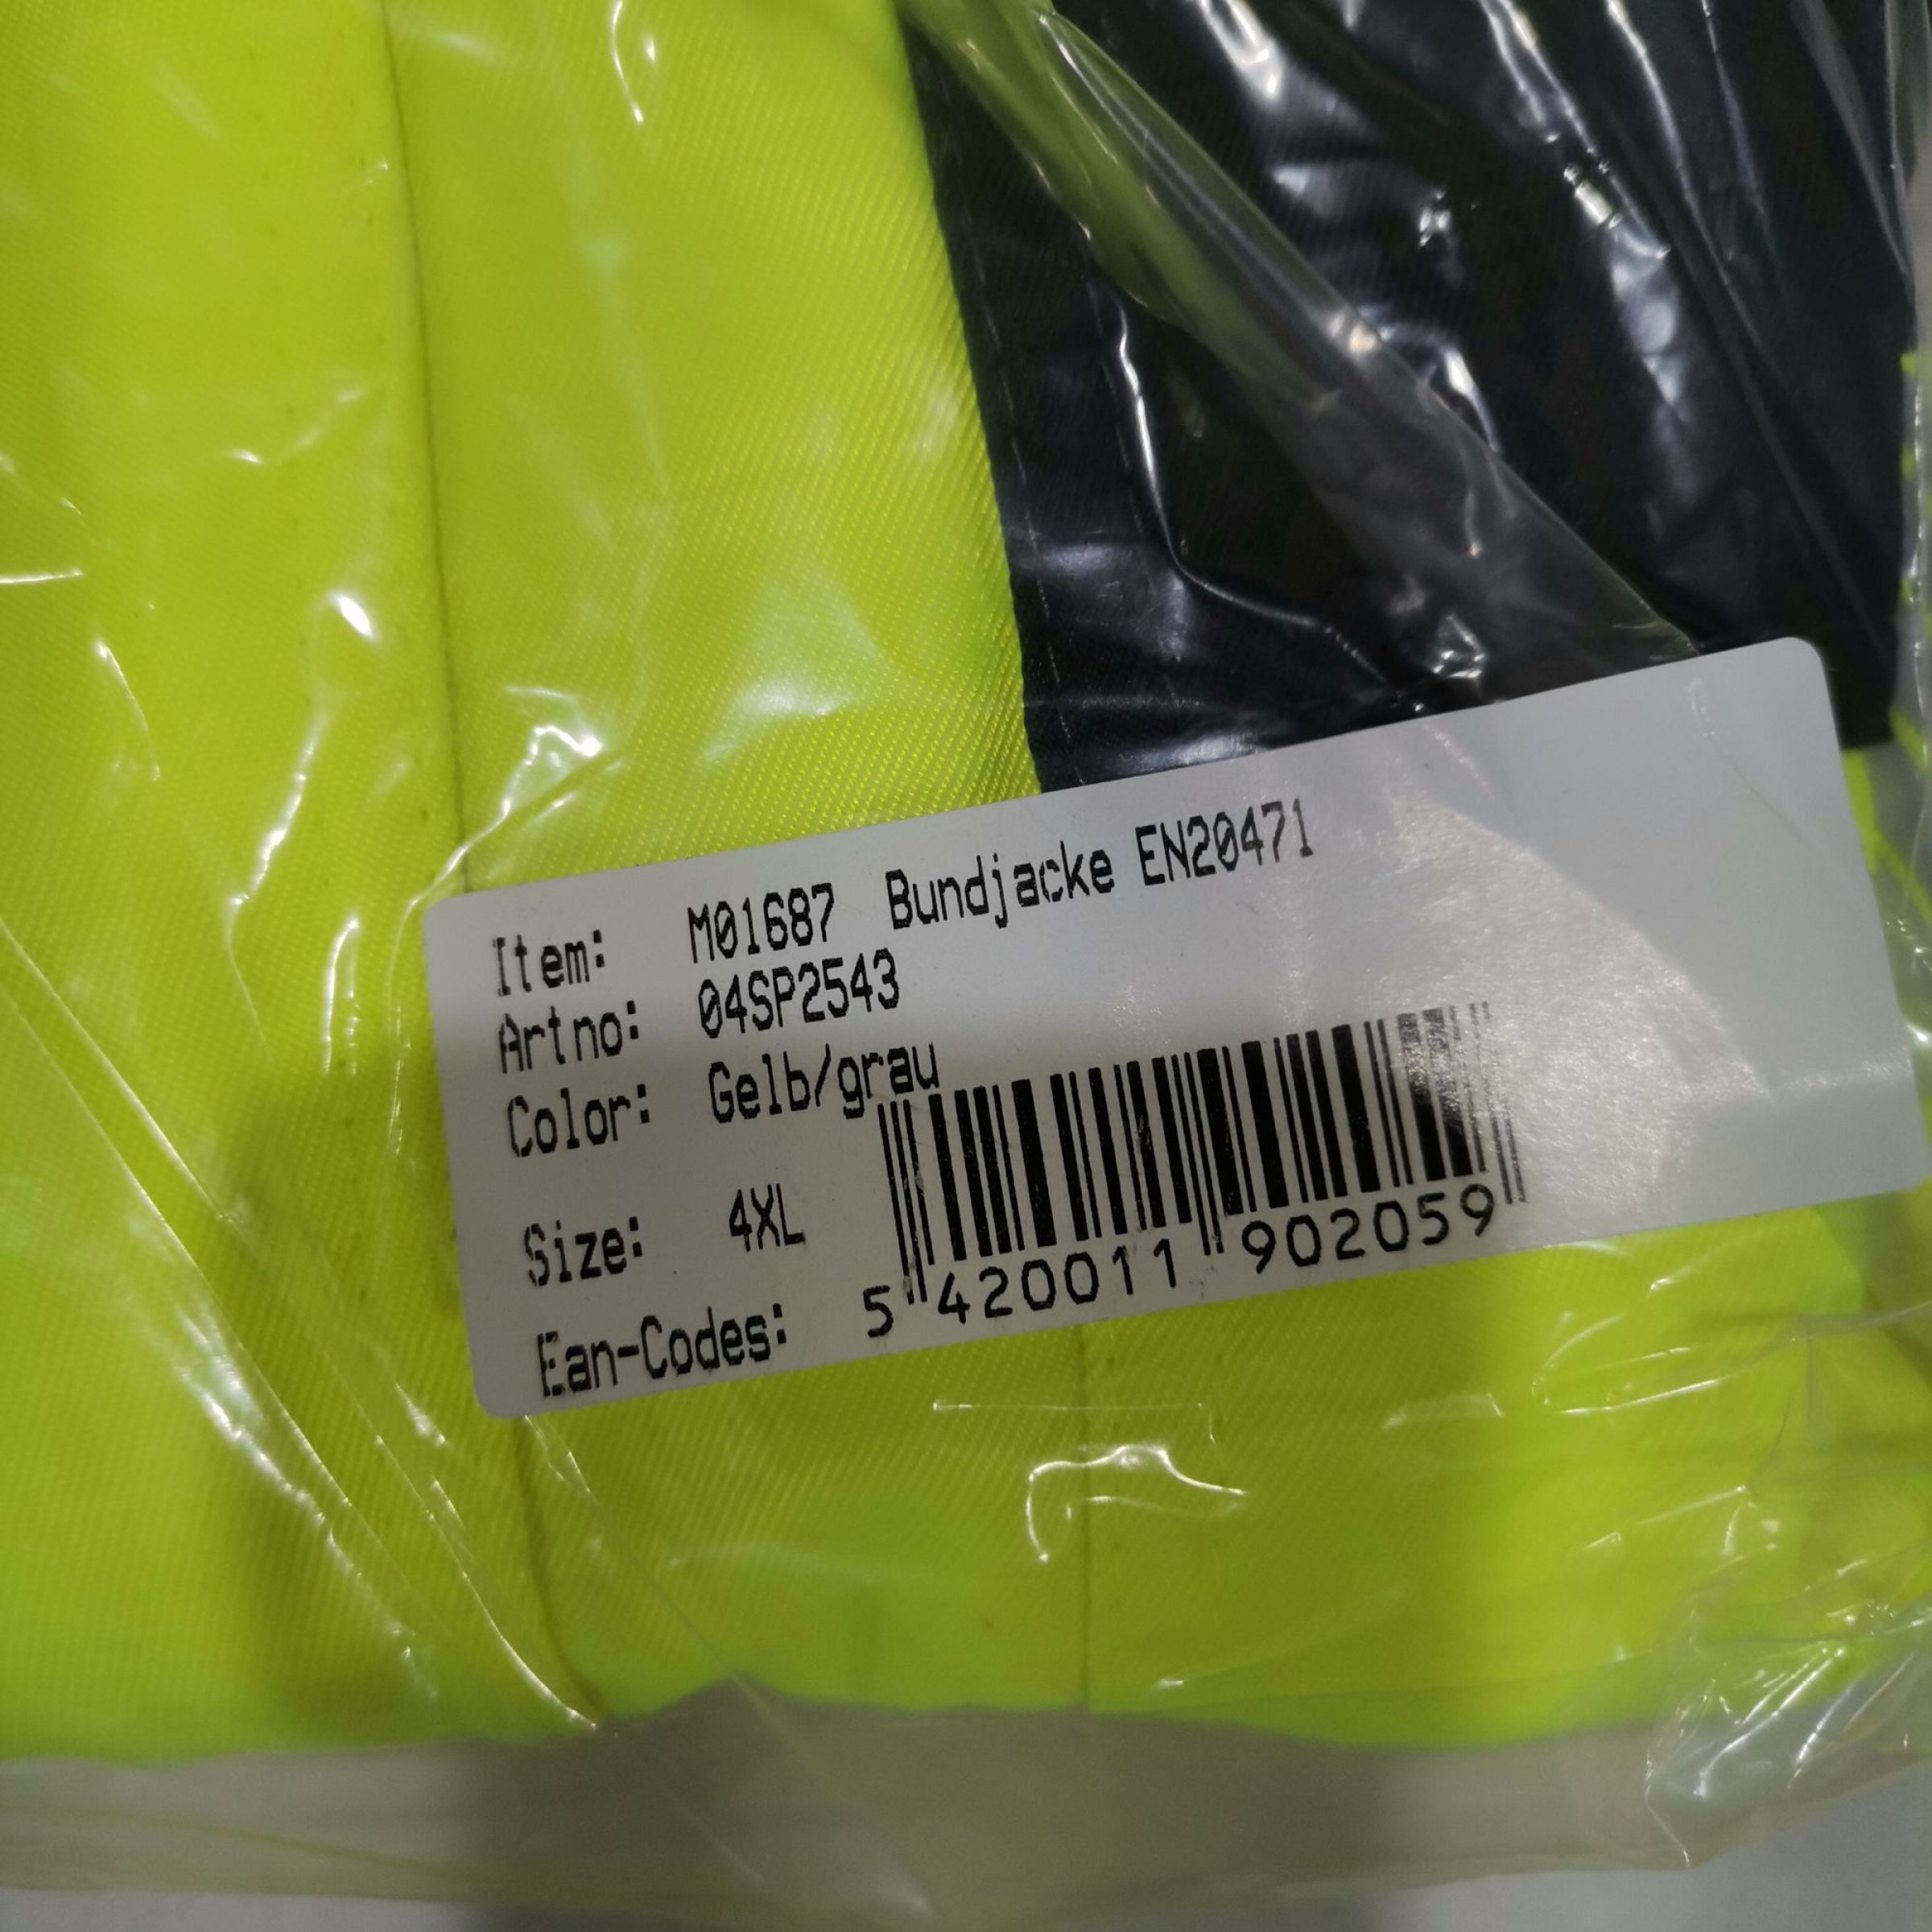 Item: M01687 Bundjacke EN20471
Artno: 04SP2543
Color: Gelb/grau
Size: 4XL
Ean-Codes: 5 420011 902059